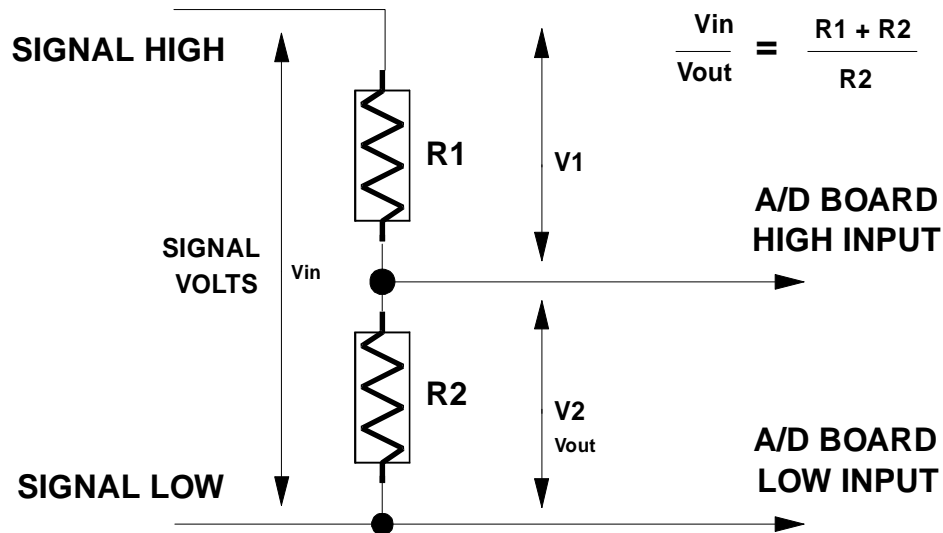 SIGNAL HIGH
Vin
Vout
=
R1 + R2
R2
R1
V1
A/D BOARD
HIGH INPUT
SIGNAL
VOLTS
Vin
R2
V2
Vout
A/D BOARD
LOW INPUT
SIGNAL LOW